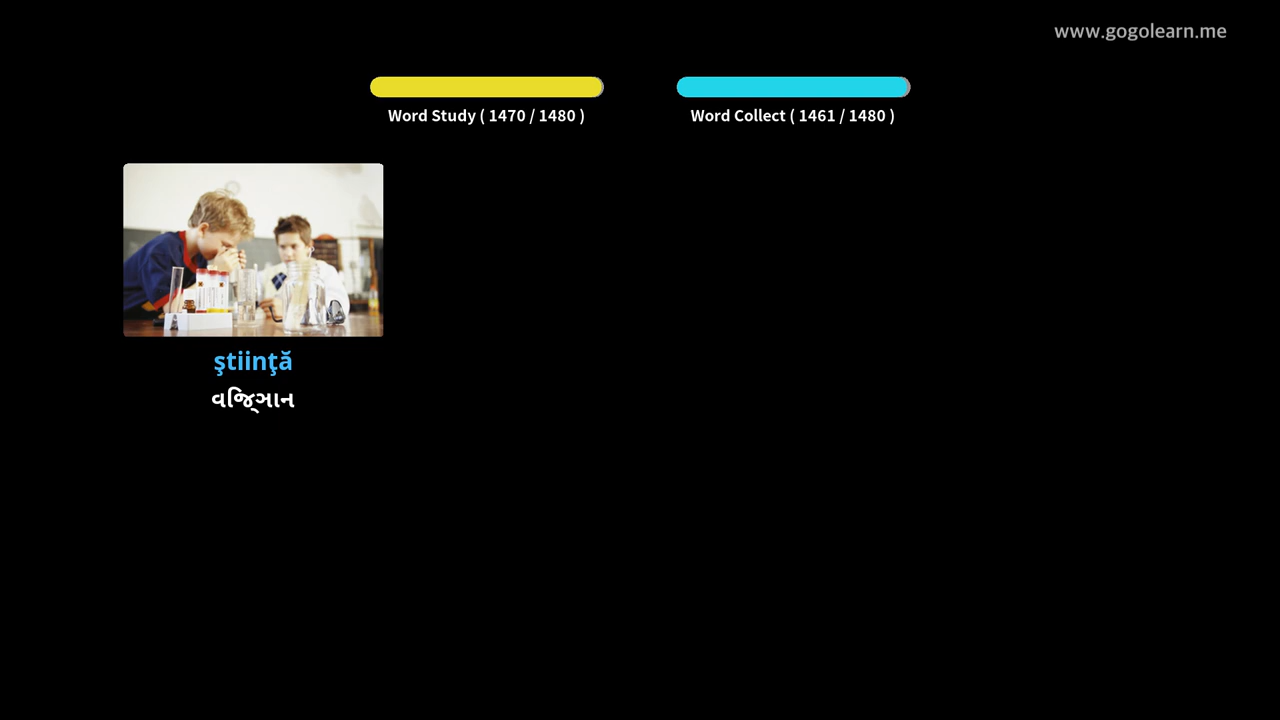 www.gogolearn.me
Word Study ( 1470 / 1480 )
Word Collect ( 1461 / 1480 )
ştiinţă
વજ્ઞિાન